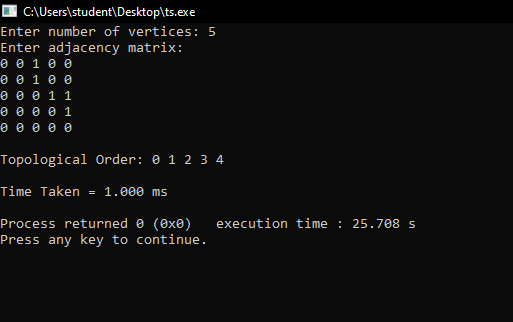 C:\Users\student\Desktop\ts.exe
Enter number of vertices: 5
Enter adjacency matrix:
0 0 1 0 0
0 0 1 0 0
0 0 0 1 1
0 0 0 0 1
0 0 0 0 0
Topological Order: 0 1 2 3 4
Time Taken = 1.000 ms
Process returned 0 (0x0)   execution time : 25.708 s
Press any key to continue.